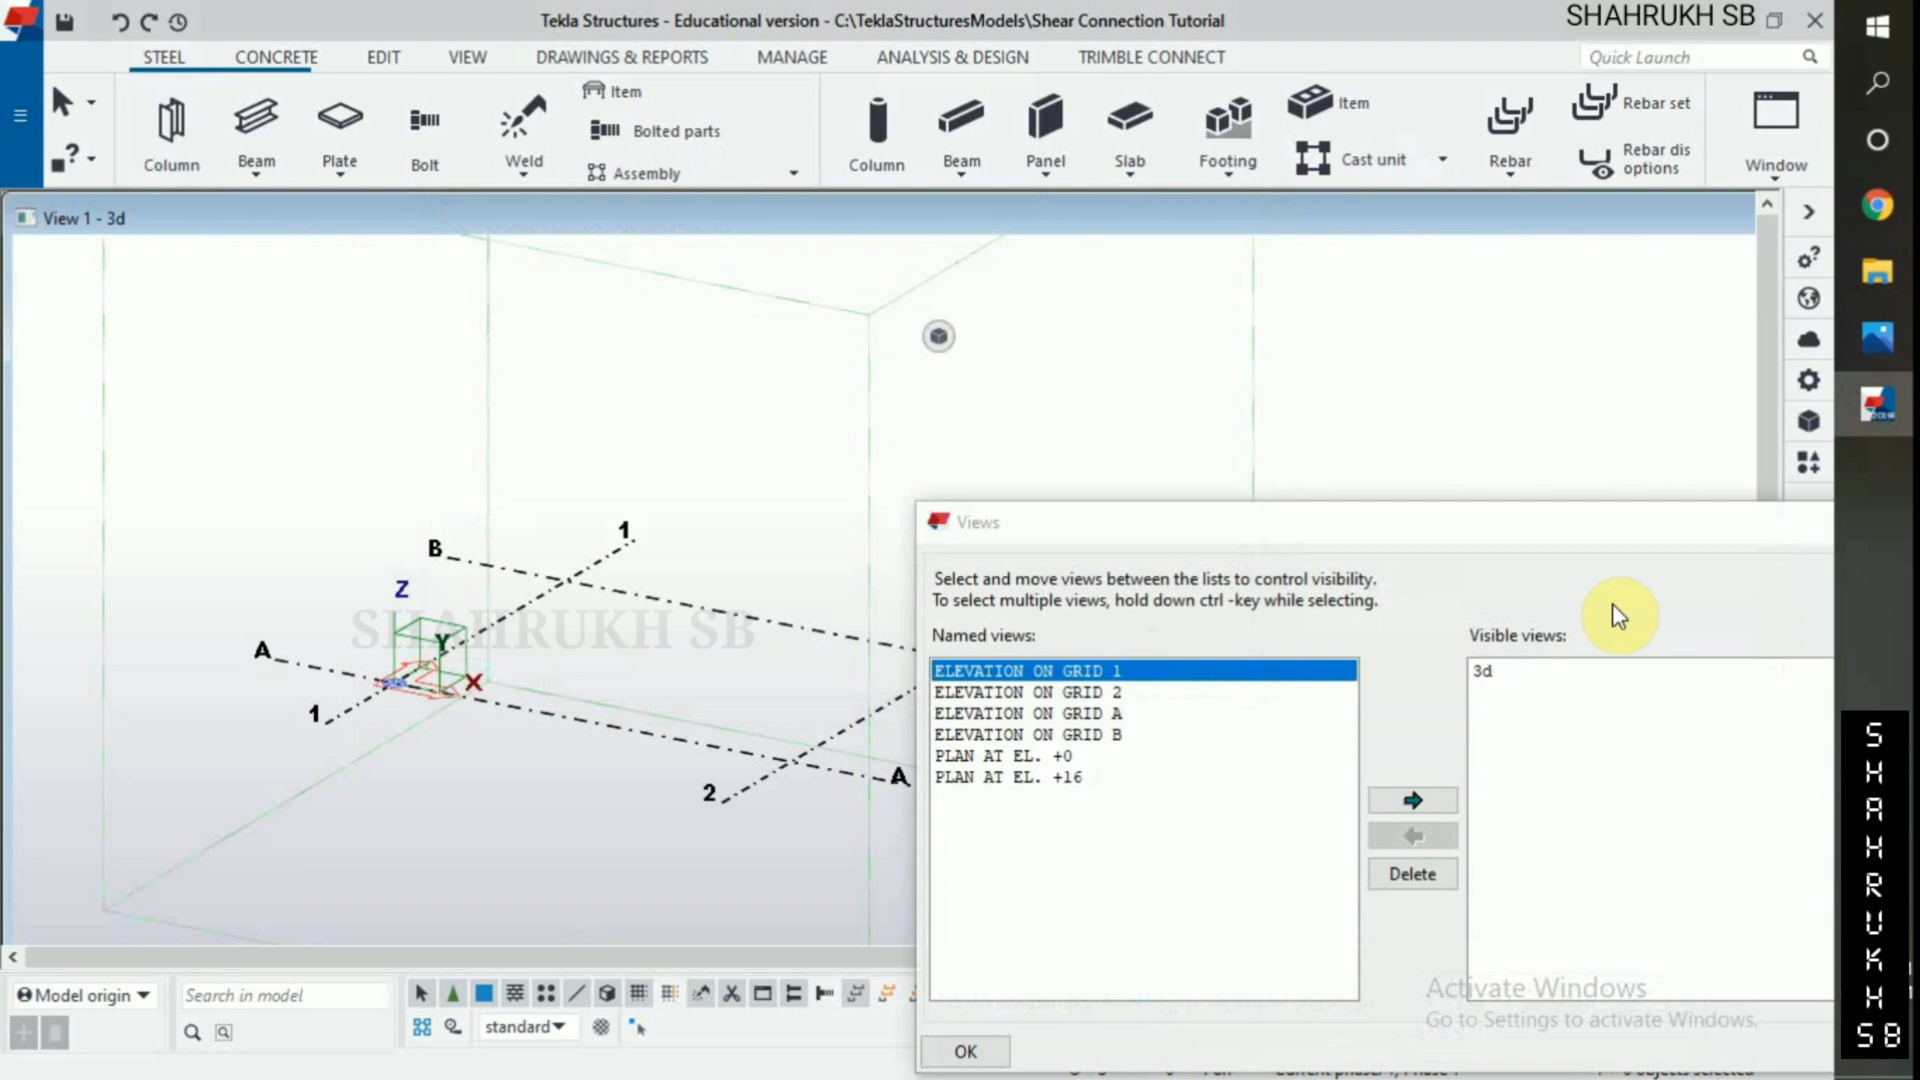 Tekla Structures - Educational version - C:\TeklaStructuresModels\Shear Connection Tutorial
SHAHRUKH SB
STEEL CONCRETE EDIT VIEW DRAWINGS & REPORTS MANAGE ANALYSIS & DESIGN TRIMBLE CONNECT
Quick Launch
Column
Beam
Plate
Bolt
Weld
Item
Bolted parts
Assembly
Column
Beam
Panel
Slab
Footing
Item
Cast unit
Rebar
Rebar set
Rebar dis
options
Window
View 1 - 3d
B
1
Z
Y
A
X
1
2
A
SHAHRUKH SB
Views
Select and move views between the lists to control visibility.
To select multiple views, hold down ctrl -key while selecting.
Named views:
Visible views:
ELEVATION ON GRID 1
ELEVATION ON GRID 2
ELEVATION ON GRID A
ELEVATION ON GRID B
PLAN AT EL. +0
PLAN AT EL. +16
3d
Delete
OK
Activate Windows
Go to Settings to activate Windows.
Model origin
Search in model
standard
S
H
A
H
R
U
K
H
SB